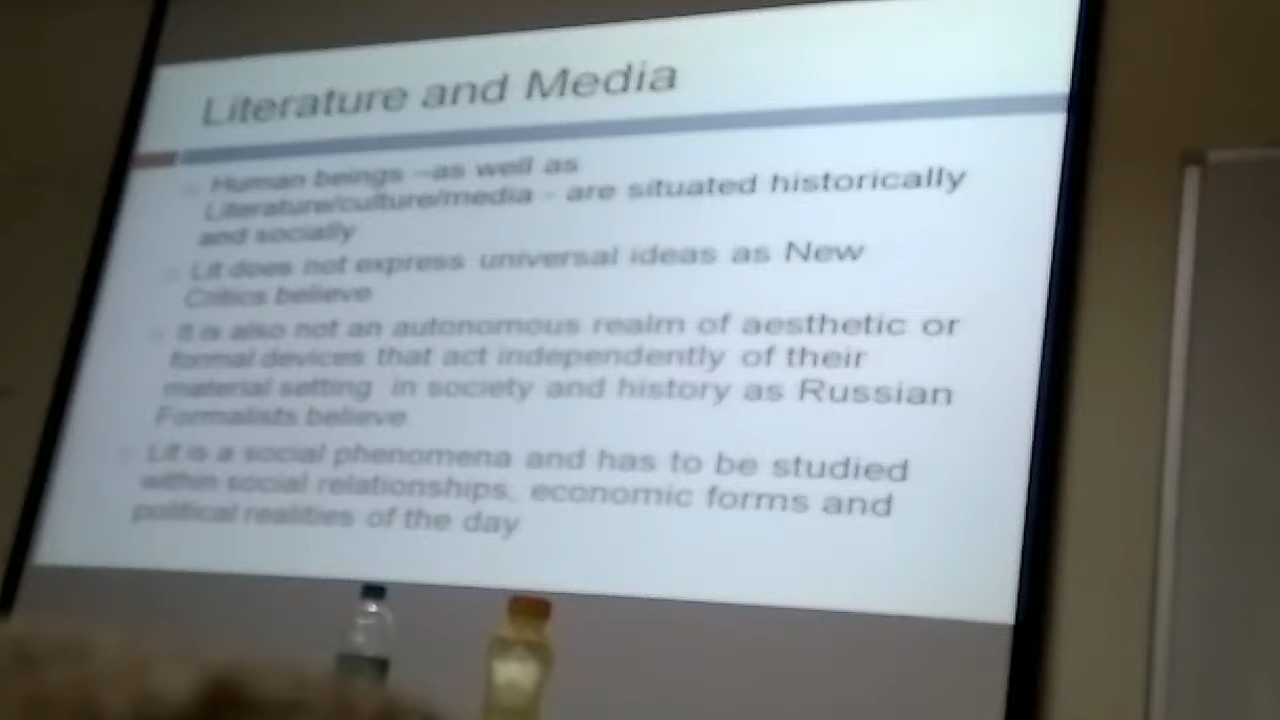 Literature and Media
Human beings –as well as
Literature/culture/media - are situated historically
and socially
Lit does not express universal ideas as New
Critics believe
It is also not an autonomous realm of aesthetic or
formal devices that act independently of their
material setting in society and history as Russian
Formalists believe
Lit is a social phenomena and has to be studied
within social relationships, economic forms and
political realities of the day